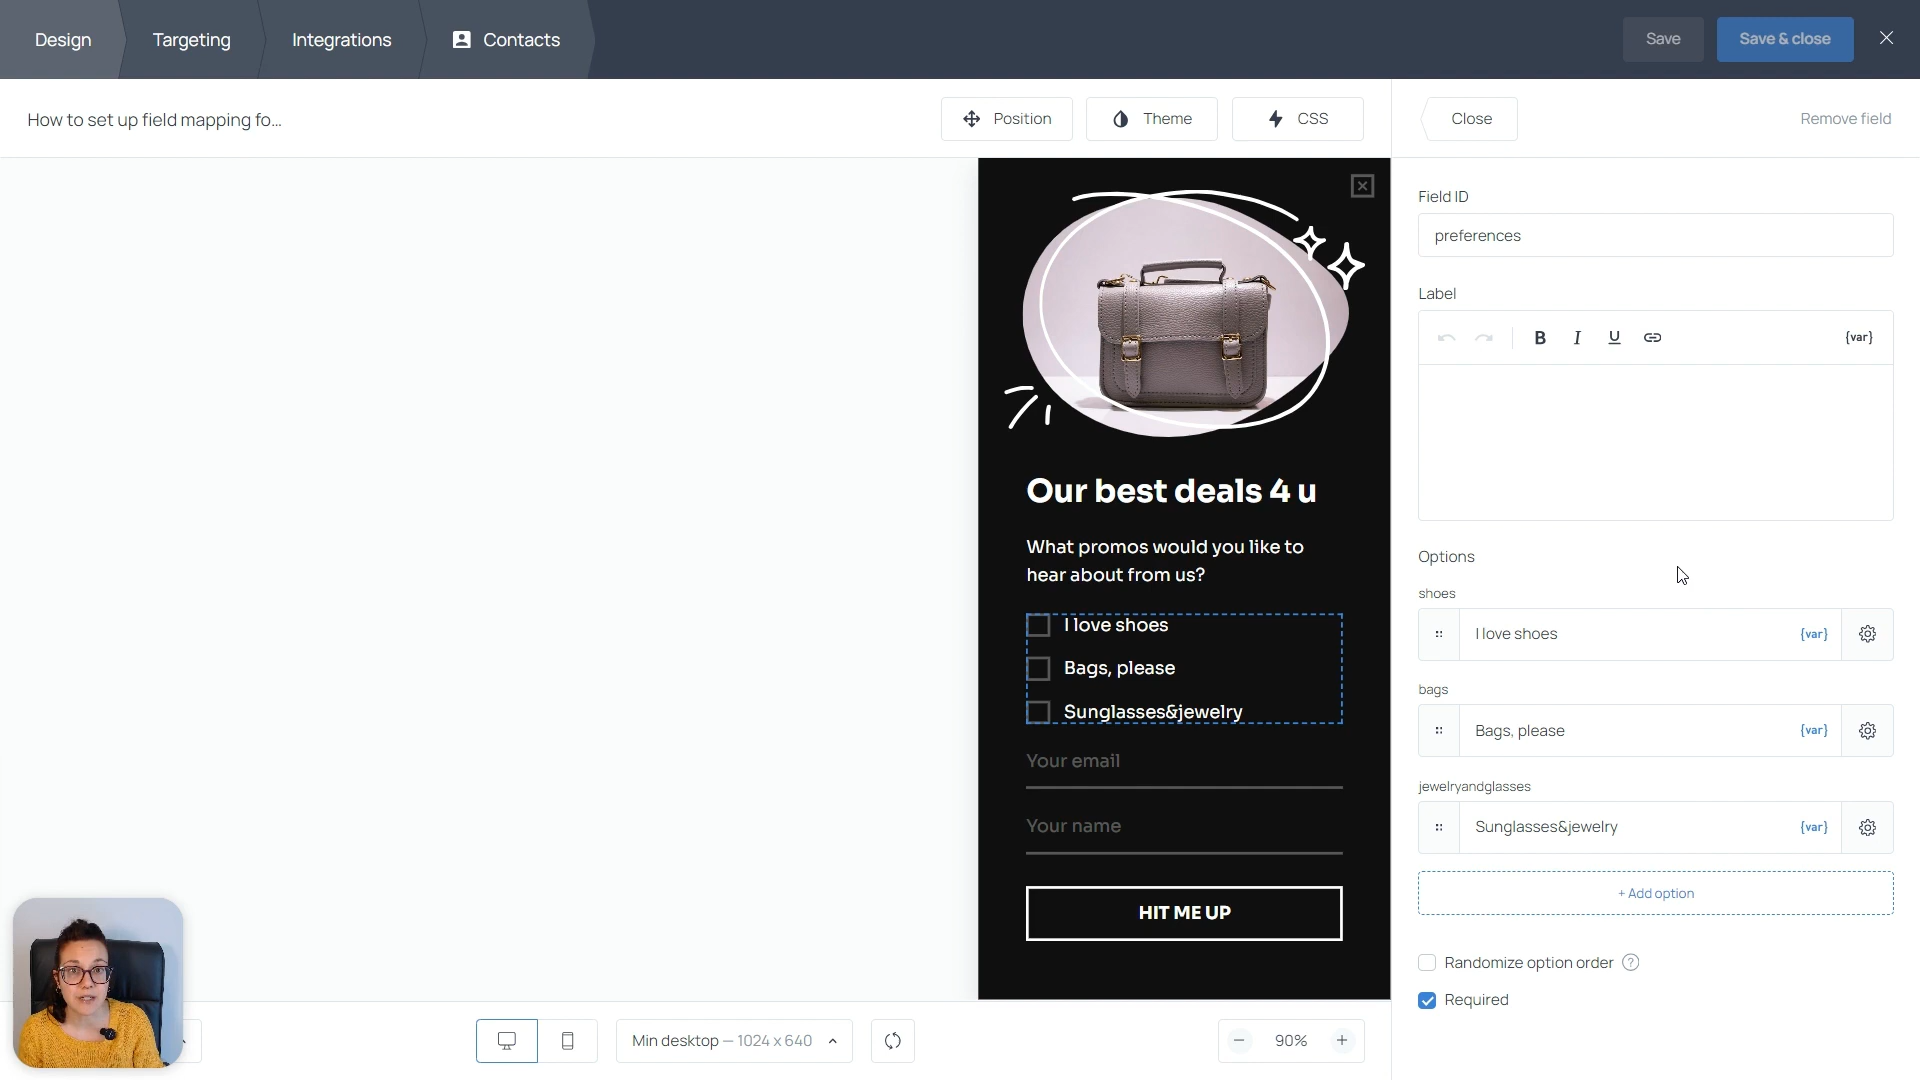 Design
Targeting
Integrations
Contacts
Save
Save & close
How to set up field mapping fo...
Position
Theme
CSS
Close
Remove field
Field ID
preferences
Label
B I U {var}
Options
shoes
I love shoes {var}
bags
Bags, please {var}
jewelryandglasses
Sunglasses&jewelry {var}
+ Add option
Randomize option order ?
Required
Our best deals 4 u
What promos would you like to
hear about from us?
I love shoes
Bags, please
Sunglasses&jewelry
Your email
Your name
HIT ME UP
Min desktop — 1024 x 640
90%